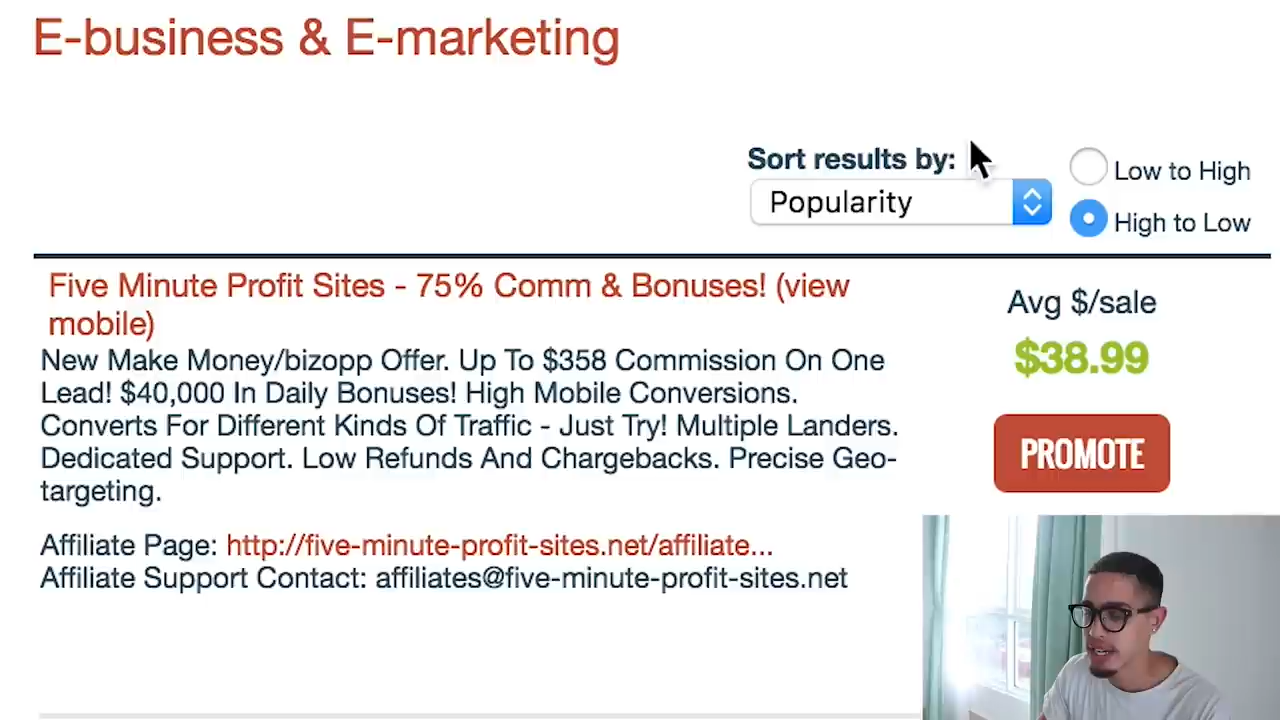 E-business & E-marketing
Sort results by:
Popularity
Low to High
High to Low
Five Minute Profit Sites - 75% Comm & Bonuses! (view
mobile)
New Make Money/bizopp Offer. Up To $358 Commission On One
Lead! $40,000 In Daily Bonuses! High Mobile Conversions.
Converts For Different Kinds Of Traffic - Just Try! Multiple Landers.
Dedicated Support. Low Refunds And Chargebacks. Precise Geo-
targeting.
Affiliate Page: http://five-minute-profit-sites.net/affiliate...
Affiliate Support Contact: affiliates@five-minute-profit-sites.net
Avg $/sale
$38.99
PROMOTE